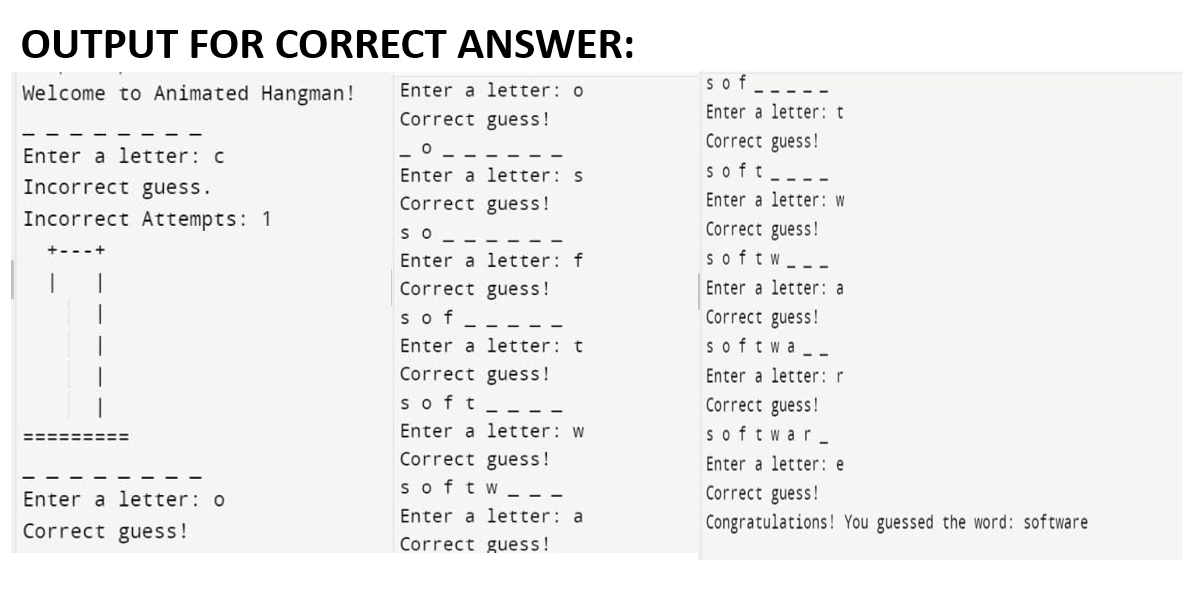 OUTPUT FOR CORRECT ANSWER:
Welcome to Animated Hangman!
_ _ _ _ _ _ _ _
Enter a letter: c
Incorrect guess.
Incorrect Attempts: 1
+---+
|   |
    |
    |
    |
    |
=========
_ _ _ _ _ _ _ _
Enter a letter: o
Correct guess!
Enter a letter: o
Correct guess!
_ o _ _ _ _ _ _
Enter a letter: s
Correct guess!
s o _ _ _ _ _ _
Enter a letter: f
Correct guess!
s o f _ _ _ _ _
Enter a letter: t
Correct guess!
s o f t _ _ _ _
Enter a letter: w
Correct guess!
s o f t w _ _ _
Enter a letter: a
Correct guess!
s o f _ _ _ _ _
Enter a letter: t
Correct guess!
s o f t _ _ _ _
Enter a letter: w
Correct guess!
s o f t w _ _ _
Enter a letter: a
Correct guess!
s o f t w a _ _
Enter a letter: r
Correct guess!
s o f t w a r _
Enter a letter: e
Correct guess!
Congratulations! You guessed the word: software